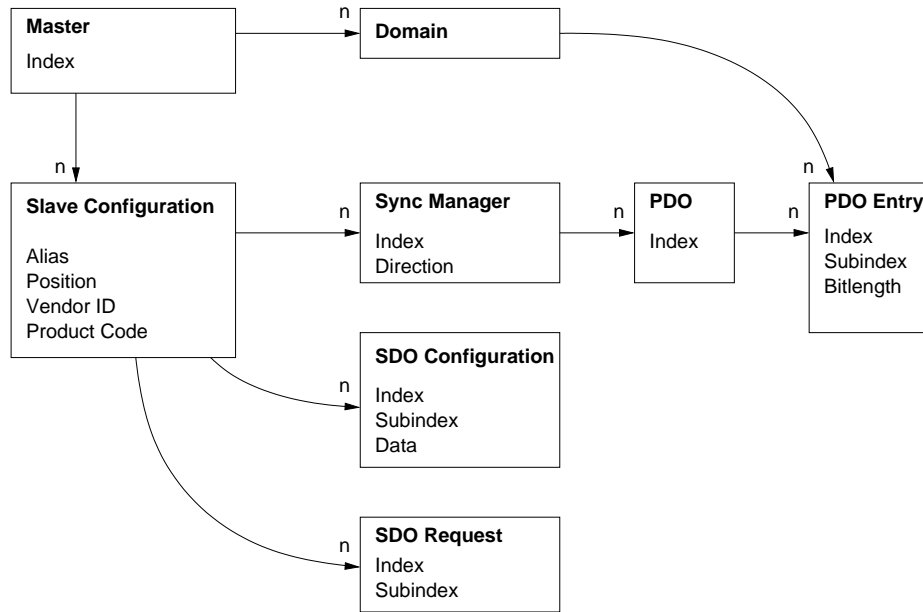 Master
Index
n
Domain
n
Slave Configuration
Alias
Position
Vendor ID
Product Code
n
Sync Manager
Index
Direction
n
PDO
Index
n
n
PDO Entry
Index
Subindex
Bitlength
n
SDO Configuration
Index
Subindex
Data
n
SDO Request
Index
Subindex